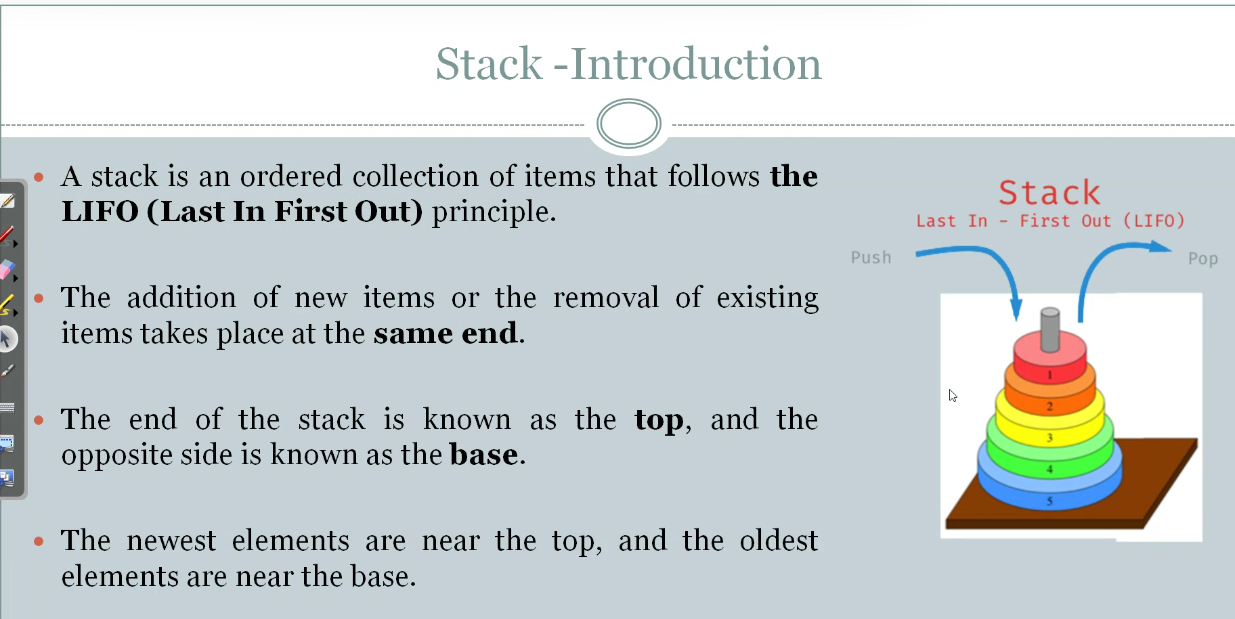 Stack -Introduction
A stack is an ordered collection of items that follows the
LIFO (Last In First Out) principle.
The addition of new items or the removal of existing
items takes place at the same end.
The end of the stack is known as the top, and the
opposite side is known as the base.
The newest elements are near the top, and the oldest
elements are near the base.
Stack
Last In – First Out (LIFO)
Push
Pop
1
2
3
4
5